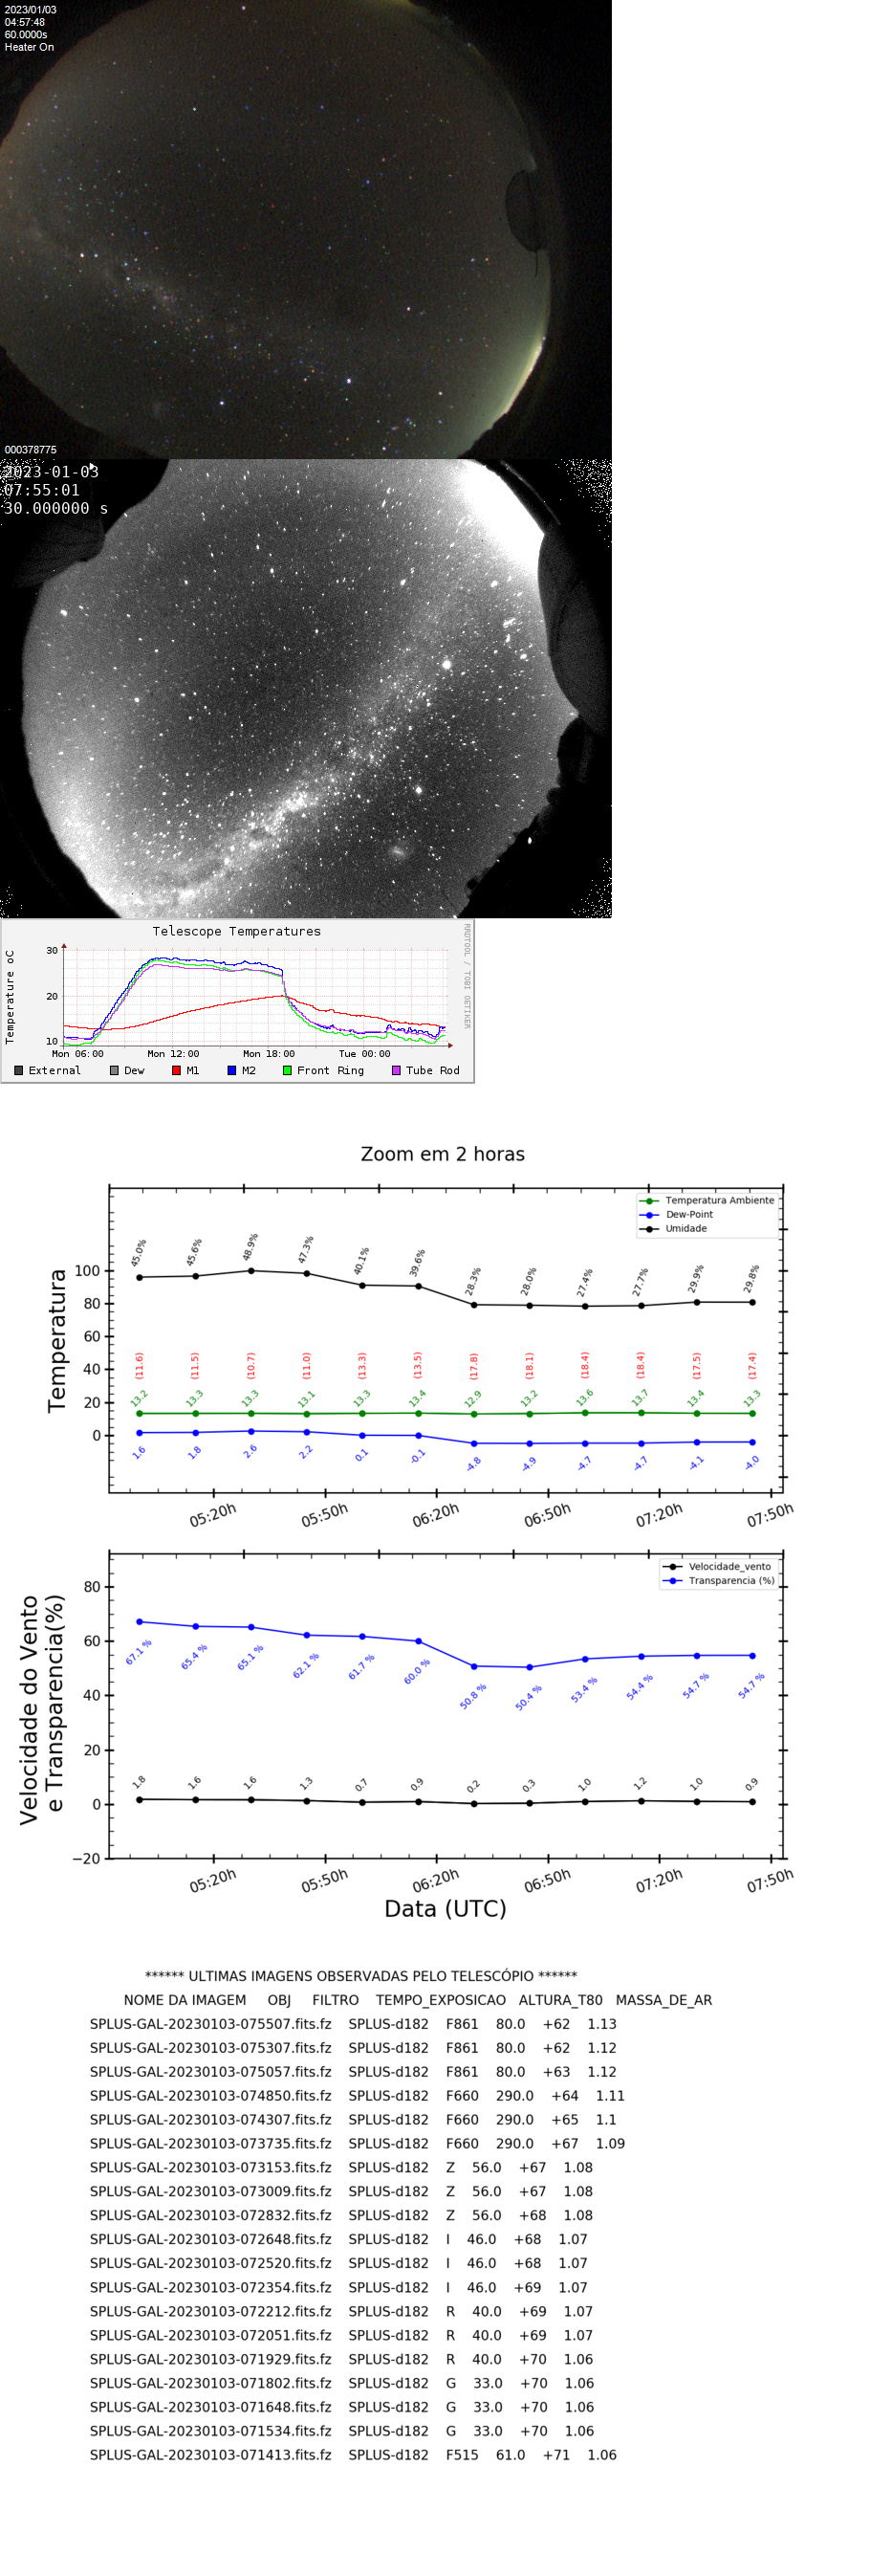 2023/01/03
04:57:48
60.0000s
Heater On
000378775
2023-01-03
07:55:01
30.000000 s
Telescope Temperatures
RRDTOOL / TOBI OETIKER
Temperature oC
30
20
10
Mon 06:00 Mon 12:00 Mon 18:00 Tue 00:00
External Dew M1 M2 Front Ring Tube Rod
Zoom em 2 horas
Temperatura Ambiente
Dew-Point
Umidade
Temperatura
100
80
60
40
20
0
45.0% 45.6% 48.9% 47.3% 40.1% 39.6% 28.3% 28.0% 27.4% 27.7% 29.9% 29.8%
(11.6) (11.5) (10.7) (11.0) (13.3) (13.5) (17.8) (18.1) (18.4) (18.4) (17.5) (17.4)
13.2 13.3 13.3 13.1 13.3 13.4 12.9 13.2 13.6 13.7 13.4 13.3
1.6 1.8 2.6 2.2 0.1 -0.1 -4.8 -4.9 -4.7 -4.7 -4.1 -4.0
05:20h 05:50h 06:20h 06:50h 07:20h 07:50h
Velocidade_vento
Transparencia (%)
Velocidade do Vento
e Transparencia(%)
80
60
40
20
0
−20
67.1 % 65.4 % 65.1 % 62.1 % 61.7 % 60.0 % 50.8 % 50.4 % 53.4 % 54.4 % 54.7 % 54.7 %
1.8 1.6 1.6 1.3 0.7 0.9 0.2 0.3 1.0 1.2 1.0 0.9
05:20h 05:50h 06:20h 06:50h 07:20h 07:50h
Data (UTC)
****** ULTIMAS IMAGENS OBSERVADAS PELO TELESCÓPIO ******
NOME DA IMAGEM OBJ FILTRO TEMPO_EXPOSICAO ALTURA_T80 MASSA_DE_AR
SPLUS-GAL-20230103-075507.fits.fz SPLUS-d182 F861 80.0 +62 1.13
SPLUS-GAL-20230103-075307.fits.fz SPLUS-d182 F861 80.0 +62 1.12
SPLUS-GAL-20230103-075057.fits.fz SPLUS-d182 F861 80.0 +63 1.12
SPLUS-GAL-20230103-074850.fits.fz SPLUS-d182 F660 290.0 +64 1.11
SPLUS-GAL-20230103-074307.fits.fz SPLUS-d182 F660 290.0 +65 1.1
SPLUS-GAL-20230103-073735.fits.fz SPLUS-d182 F660 290.0 +67 1.09
SPLUS-GAL-20230103-073153.fits.fz SPLUS-d182 Z 56.0 +67 1.08
SPLUS-GAL-20230103-073009.fits.fz SPLUS-d182 Z 56.0 +67 1.08
SPLUS-GAL-20230103-072832.fits.fz SPLUS-d182 Z 56.0 +68 1.08
SPLUS-GAL-20230103-072648.fits.fz SPLUS-d182 I 46.0 +68 1.07
SPLUS-GAL-20230103-072520.fits.fz SPLUS-d182 I 46.0 +68 1.07
SPLUS-GAL-20230103-072354.fits.fz SPLUS-d182 I 46.0 +69 1.07
SPLUS-GAL-20230103-072212.fits.fz SPLUS-d182 R 40.0 +69 1.07
SPLUS-GAL-20230103-072051.fits.fz SPLUS-d182 R 40.0 +69 1.07
SPLUS-GAL-20230103-071929.fits.fz SPLUS-d182 R 40.0 +70 1.06
SPLUS-GAL-20230103-071802.fits.fz SPLUS-d182 G 33.0 +70 1.06
SPLUS-GAL-20230103-071648.fits.fz SPLUS-d182 G 33.0 +70 1.06
SPLUS-GAL-20230103-071534.fits.fz SPLUS-d182 G 33.0 +70 1.06
SPLUS-GAL-20230103-071413.fits.fz SPLUS-d182 F515 61.0 +71 1.06